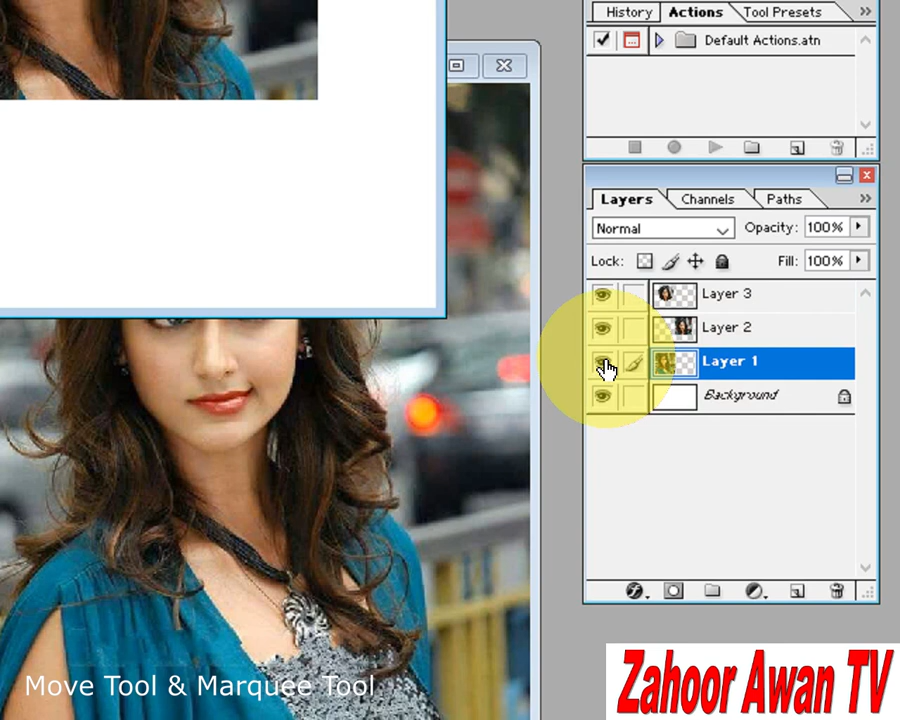 History Actions Tool Presets
Default Actions.atn
Layers Channels Paths
Normal Opacity: 100%
Lock: Fill: 100%
Layer 3
Layer 2
Layer 1
Background
Move Tool & Marquee Tool
Zahoor Awan TV